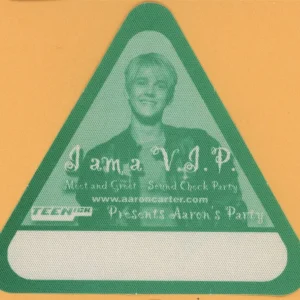 I am a V.I.P.
Meet and Greet - Sound Check Party
www.aaroncarter.com
TEEN
Presents Aaron's Party